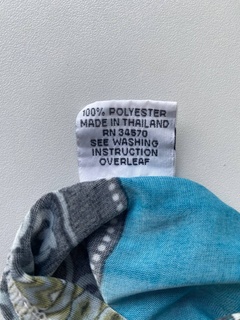 100% POLYESTER
MADE IN THAILAND
RN 34570
SEE WASHING
INSTRUCTION
OVERLEAF